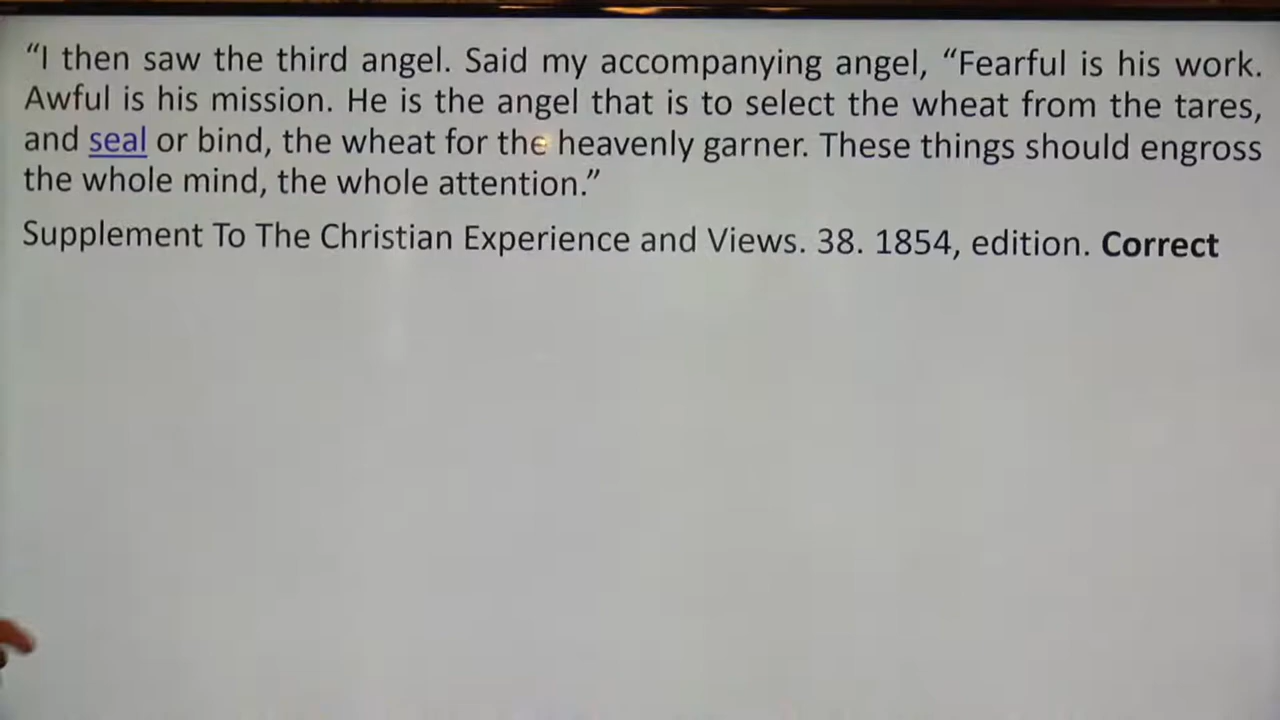 “I then saw the third angel. Said my accompanying angel, “Fearful is his work.
Awful is his mission. He is the angel that is to select the wheat from the tares,
and seal or bind, the wheat for the heavenly garner. These things should engross
the whole mind, the whole attention.”
Supplement To The Christian Experience and Views. 38. 1854, edition. Correct